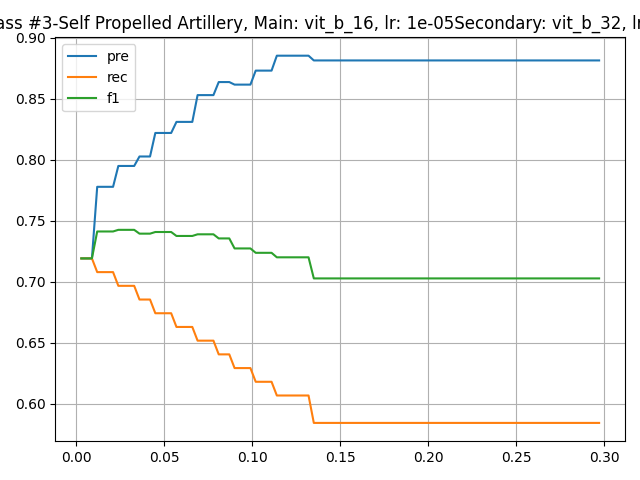 ass #3-Self Propelled Artillery, Main: vit_b_16, lr: 1e-05Secondary: vit_b_32, lr
pre
rec
f1
0.90
0.85
0.80
0.75
0.70
0.65
0.60
0.00 0.05 0.10 0.15 0.20 0.25 0.30